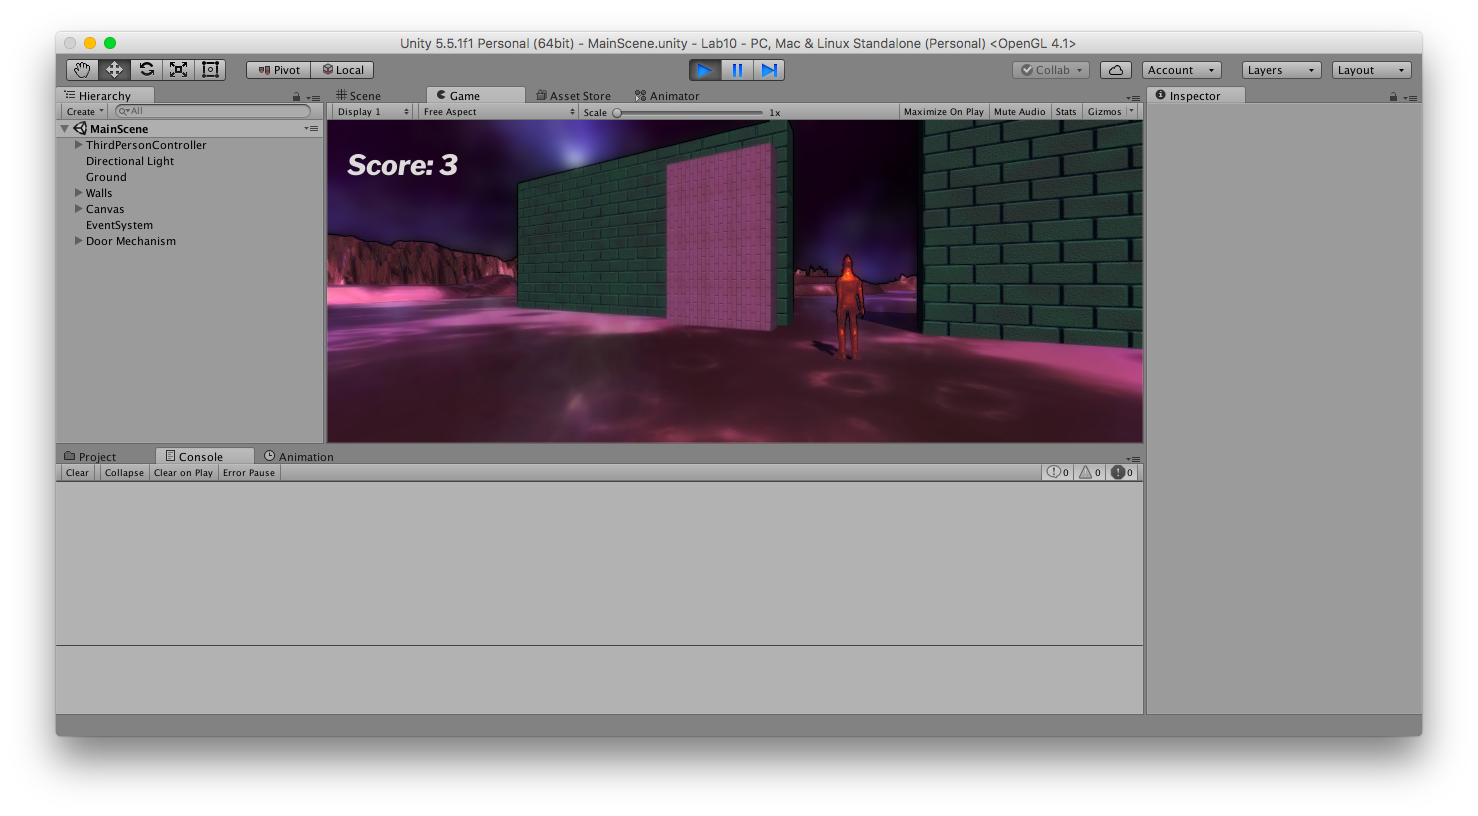 Unity 5.5.1f1 Personal (64bit) - MainScene.unity - Lab10 - PC, Mac & Linux Standalone (Personal) <OpenGL 4.1>
Pivot Local Collab Account Layers Layout
Hierarchy
Create All
MainScene
ThirdPersonController
Directional Light
Ground
Walls
Canvas
EventSystem
Door Mechanism
Scene Game Asset Store Animator
Display 1 Free Aspect Scale 1x Maximize On Play Mute Audio Stats Gizmos
Score: 3
Inspector
Project Console Animation
Clear Collapse Clear on Play Error Pause 0 0 0